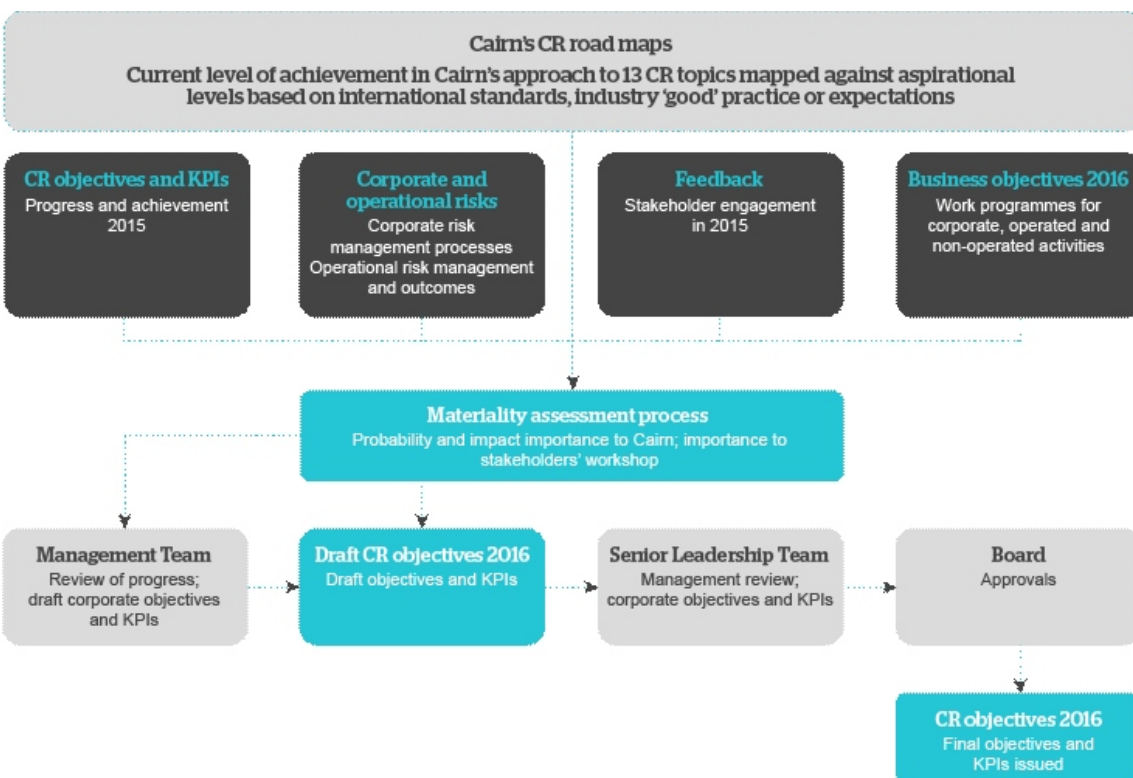 Cairn's CR road maps
Current level of achievement in Cairn's approach to 13 CR topics mapped against aspirational
levels based on international standards, industry 'good' practice or expectations
CR objectives and KPIs
Progress and achievement
2015
Corporate and
operational risks
Corporate risk
management processes
Operational risk management
and outcomes
Feedback
Stakeholder engagement
in 2015
Business objectives 2016
Work programmes for
corporate, operated and
non-operated activities
Materiality assessment process
Probability and impact importance to Cairn; importance to
stakeholders' workshop
Management Team
Review of progress;
draft corporate objectives
and KPIs
Draft CR objectives 2016
Draft objectives and KPIs
Senior Leadership Team
Management review;
corporate objectives and KPIs
Board
Approvals
CR objectives 2016
Final objectives and
KPIs issued